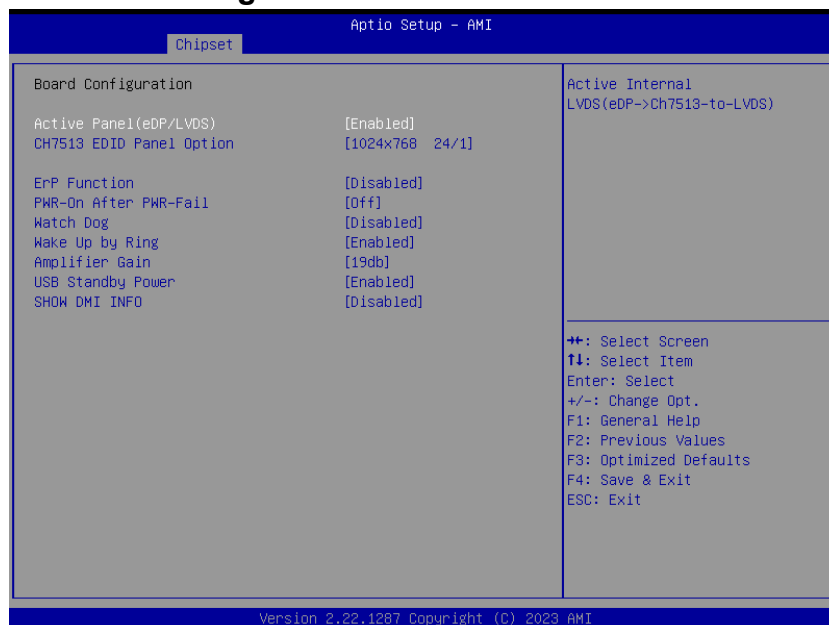 g
Aptio Setup – AMI
Chipset
Board Configuration
Active Panel(eDP/LVDS) [Enabled]
CH7513 EDID Panel Option [1024x768 24/1]
ErP Function [Disabled]
PWR-On After PWR-Fail [Off]
Watch Dog [Disabled]
Wake Up by Ring [Enabled]
Amplifier Gain [19db]
USB Standby Power [Enabled]
SHOW DMI INFO [Disabled]
Active Internal
LVDS(eDP->Ch7513-to-LVDS)
→←: Select Screen
↑↓: Select Item
Enter: Select
+/-: Change Opt.
F1: General Help
F2: Previous Values
F3: Optimized Defaults
F4: Save & Exit
ESC: Exit
Version 2.22.1287 Copyright (C) 2023 AMI